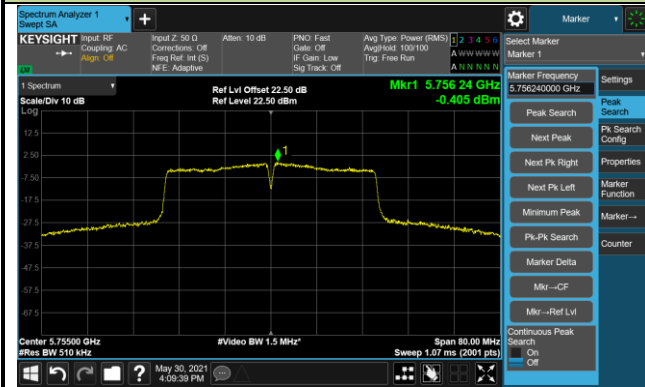 Spectrum Analyzer 1
Swept SA
+
Marker
KEYSIGHT
Input: RF
Coupling: AC
Align: Off
Input Z: 50 Ω
Corrections: Off
Freq Ref: Int (S)
NFE: Adaptive
Atten: 10 dB
PNO: Fast
Gate: Off
IF Gain: Low
Sig Track: Off
Avg Type: Power (RMS)
Avg|Hold: 100/100
Trig: Free Run
1 2 3 4 5 6
A W W W W W
A N N N N N
LXI
Select Marker
Marker 1
1 Spectrum
Scale/Div 10 dB
Log
Ref Lvl Offset 22.50 dB
Ref Level 22.50 dBm
Mkr1 5.756 24 GHz
-0.405 dBm
1
12.5
2.50
-7.50
-17.5
-27.5
-37.5
-47.5
-57.5
-67.5
Center 5.75500 GHz
#Res BW 510 kHz
#Video BW 1.5 MHz*
Span 80.00 MHz
Sweep 1.07 ms (2001 pts)
Marker Frequency
5.756240000 GHz
Peak Search
Next Peak
Next Pk Right
Next Pk Left
Minimum Peak
Pk-Pk Search
Marker Delta
Mkr→CF
Mkr→Ref Lvl
Continuous Peak
Search
On
Off
Settings
Peak
Search
Pk Search
Config
Properties
Marker
Function
Marker→
Counter
?
May 30, 2021
4:09:39 PM